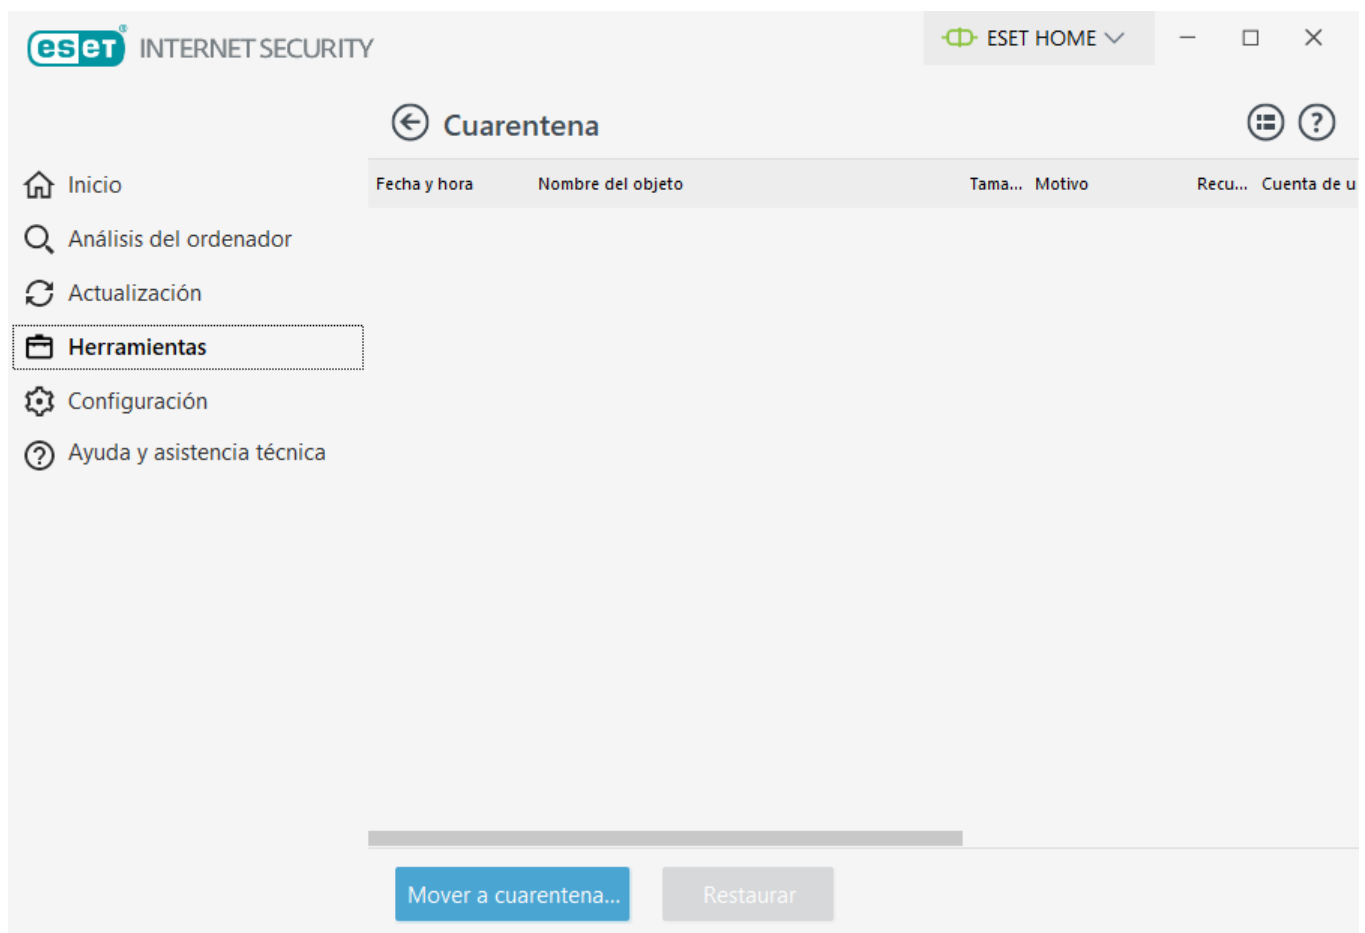 eset® INTERNET SECURITY
ESET HOME
Cuarentena
Inicio
Análisis del ordenador
Actualización
Herramientas
Configuración
Ayuda y asistencia técnica
Fecha y hora Nombre del objeto Tama... Motivo Recu... Cuenta de u
Mover a cuarentena... Restaurar